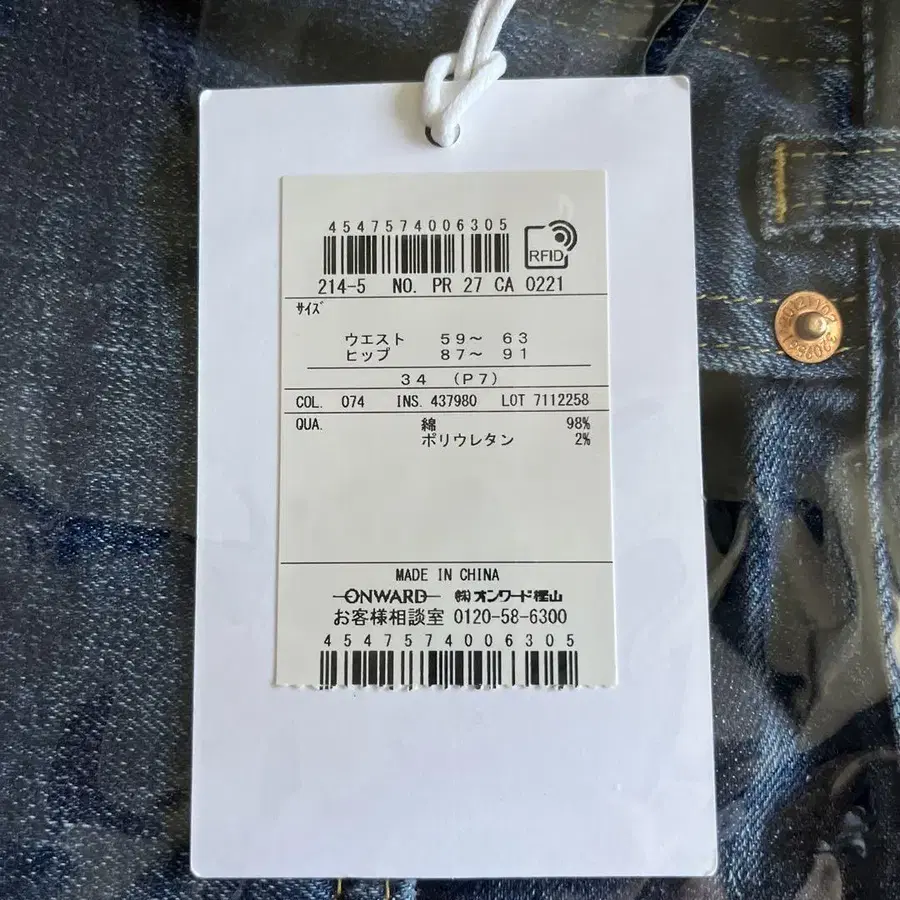 4547574006305
RFID
214-5 NO. PR 27 CA 0221
ｻｲｽﾞ
ウエスト 59～ 63
ヒップ 87～ 91
34 (P7)
COL. 074 INS. 437980 LOT 7112258
QUA. 綿 98%
ポリウレタン 2%
MADE IN CHINA
ONWARD ㈱オンワード樫山
お客様相談室 0120-58-6300
4547574006305